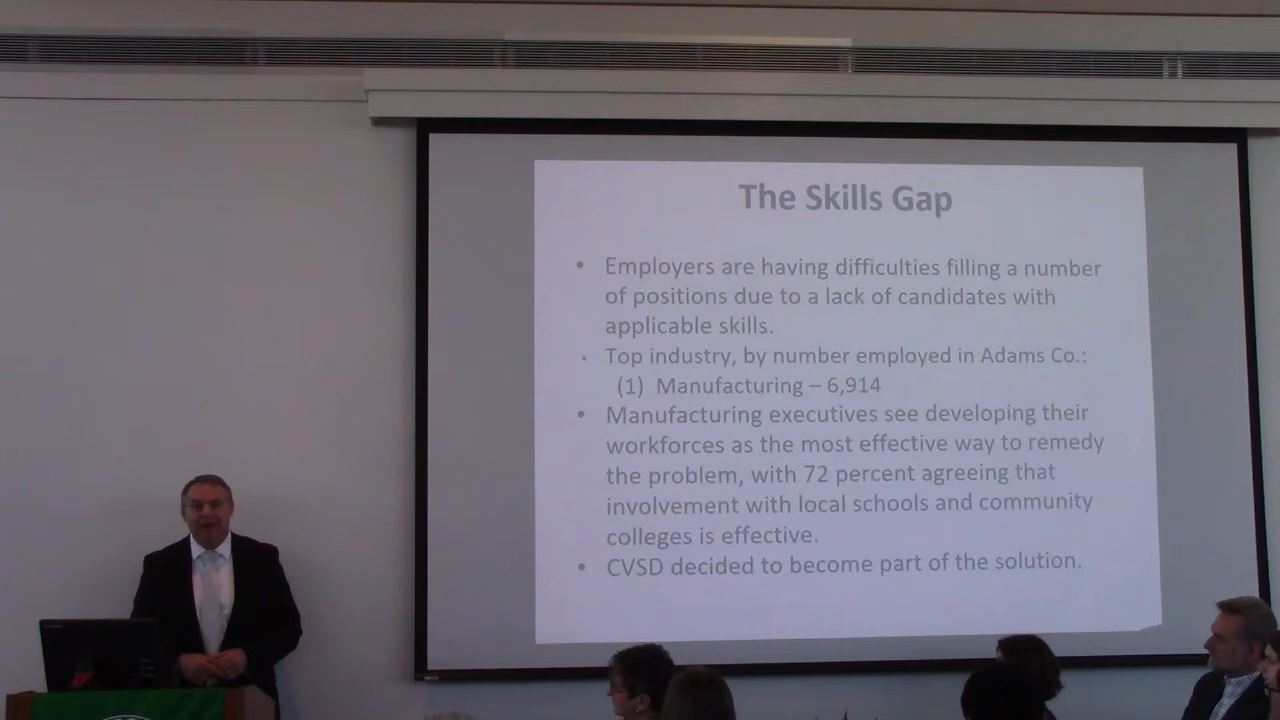 The Skills Gap
• Employers are having difficulties filling a number
of positions due to a lack of candidates with
applicable skills.
• Top industry, by number employed in Adams Co.:
(1) Manufacturing – 6,914
• Manufacturing executives see developing their
workforces as the most effective way to remedy
the problem, with 72 percent agreeing that
involvement with local schools and community
colleges is effective.
• CVSD decided to become part of the solution.